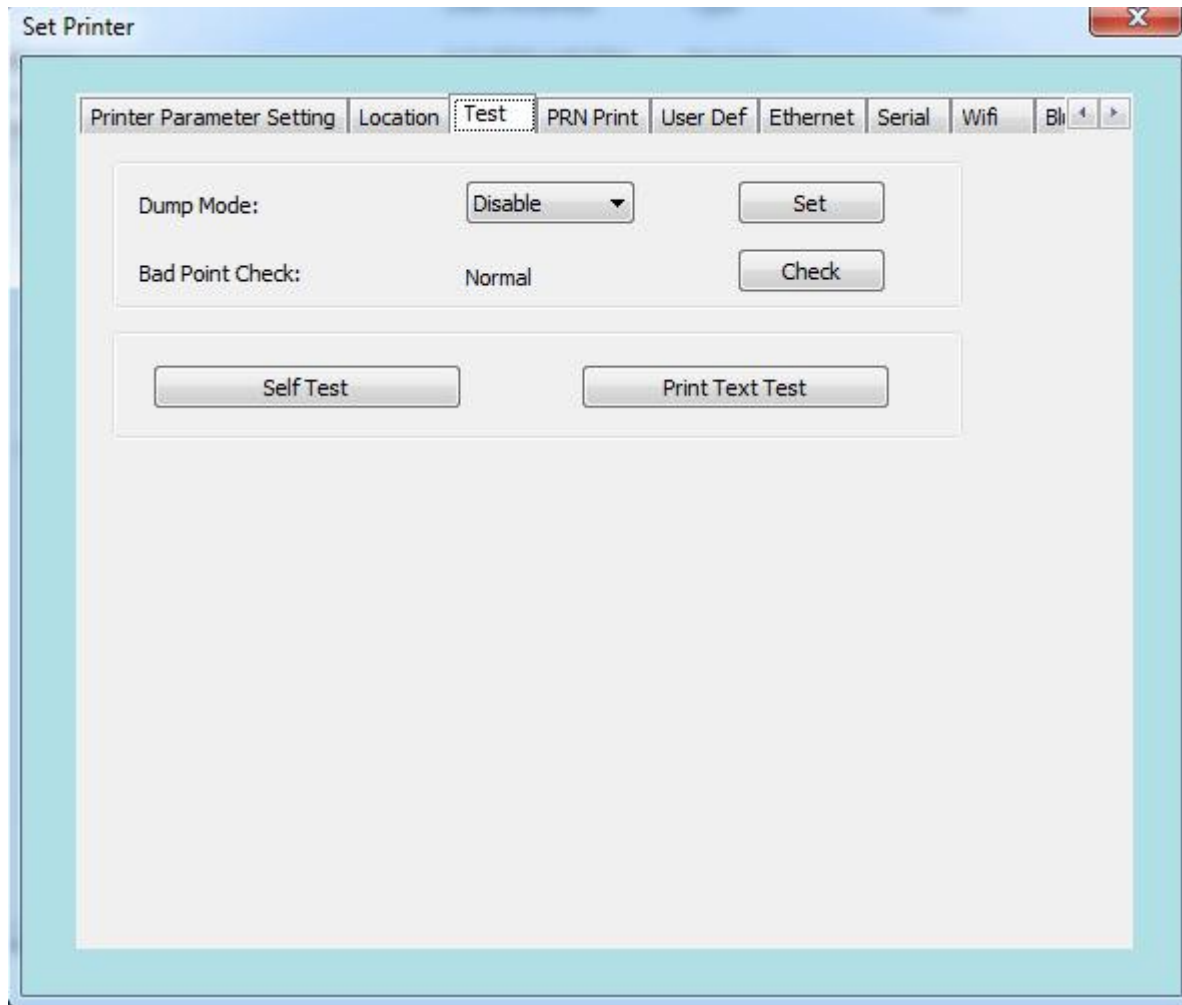 Set Printer
Printer Parameter Setting Location Test PRN Print User Def Ethernet Serial Wifi
Dump Mode: Disable Set
Bad Point Check: Normal Check
Self Test Print Text Test